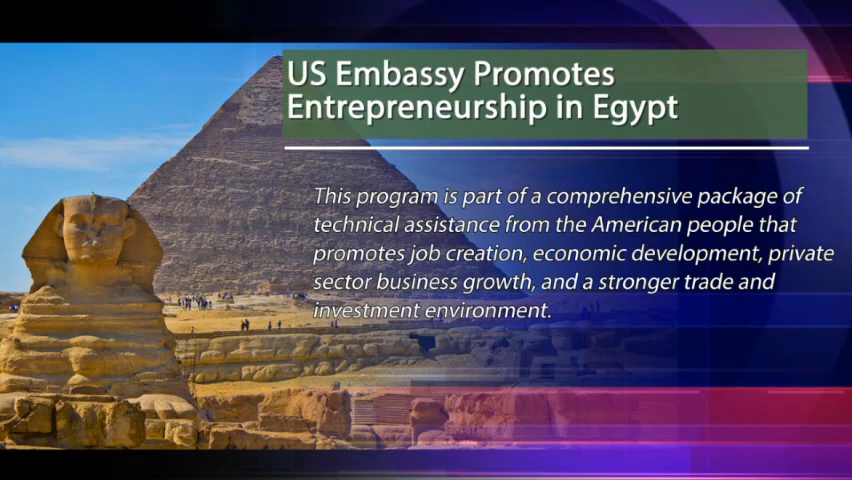 US Embassy Promotes
Entrepreneurship in Egypt
This program is part of a comprehensive package of
technical assistance from the American people that
promotes job creation, economic development, private
sector business growth, and a stronger trade and
investment environment.